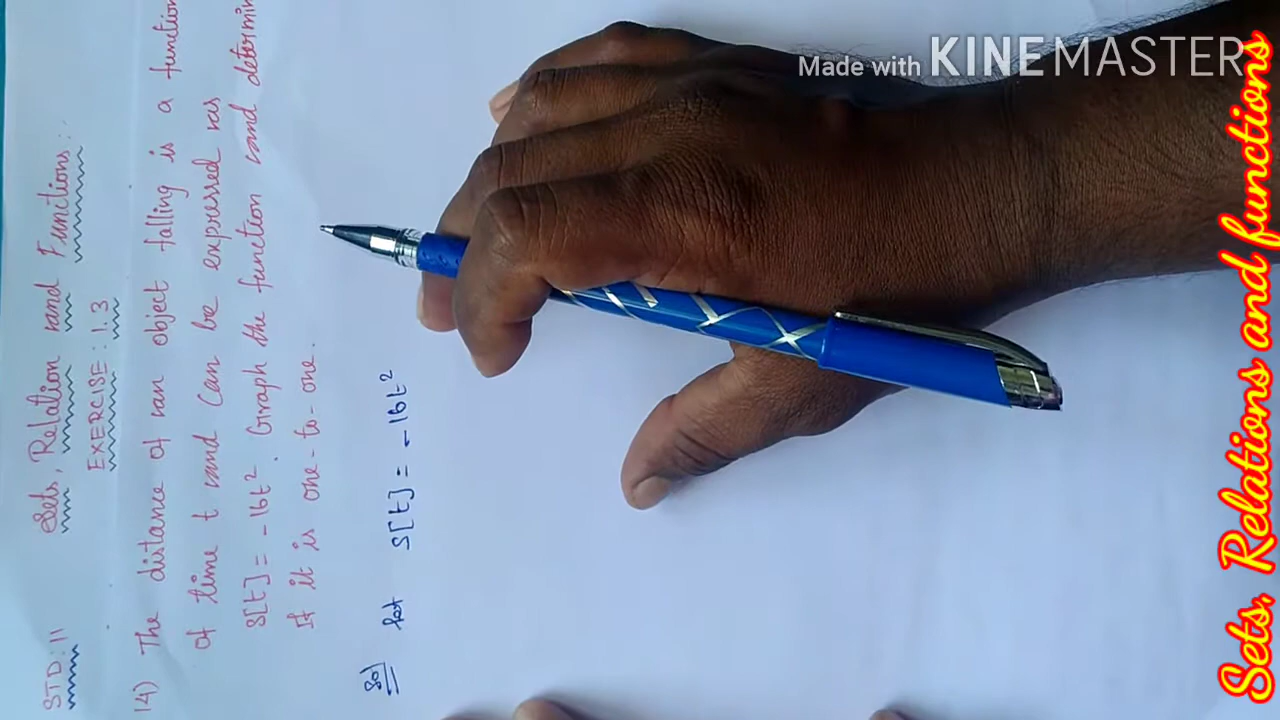 STD: 11
Sets, Relation and Functions:
EXERCISE: 1.3
14) The distance of an object falling is a function
of time t and can be expressed as
S[t] = -16t². Graph the function and determin
If it is one-to-one.
Sol let S[t] = -16t²
Made with KINEMASTER
Sets, Relations and functions